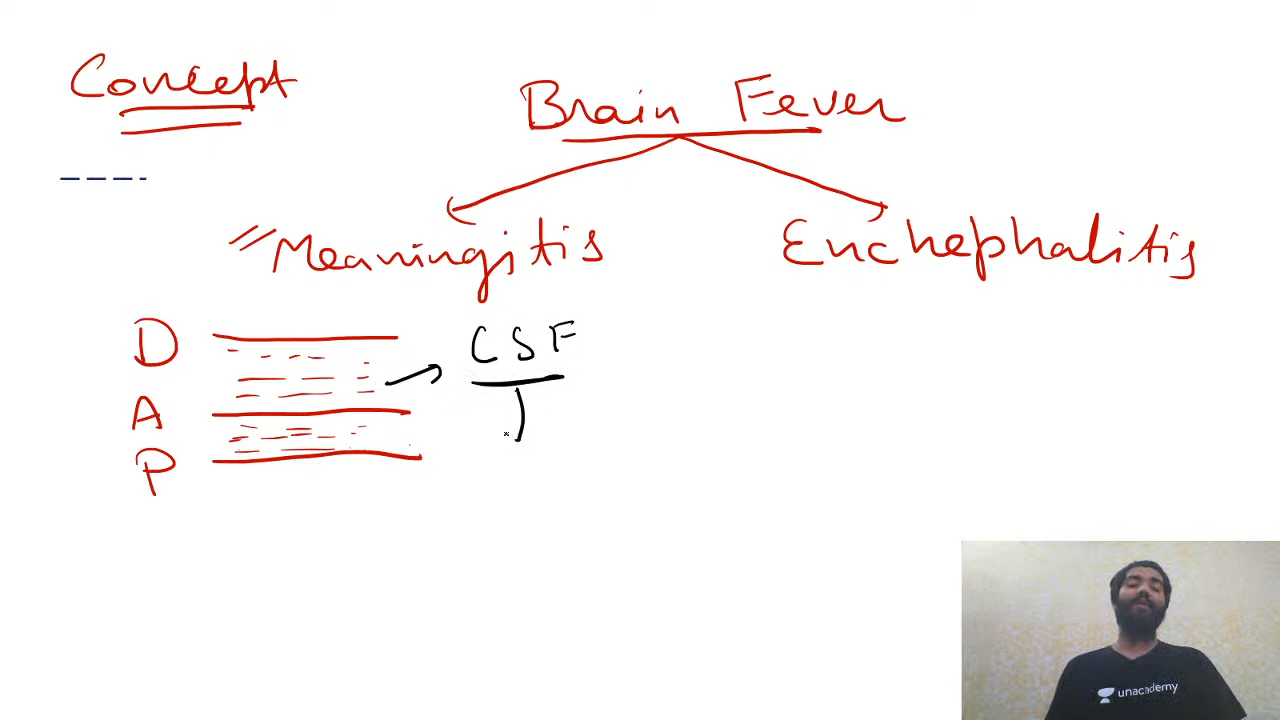 Concept
Brain Fever
Meaningitis
Enchephalitis
D
CSF
A
P
unacademy